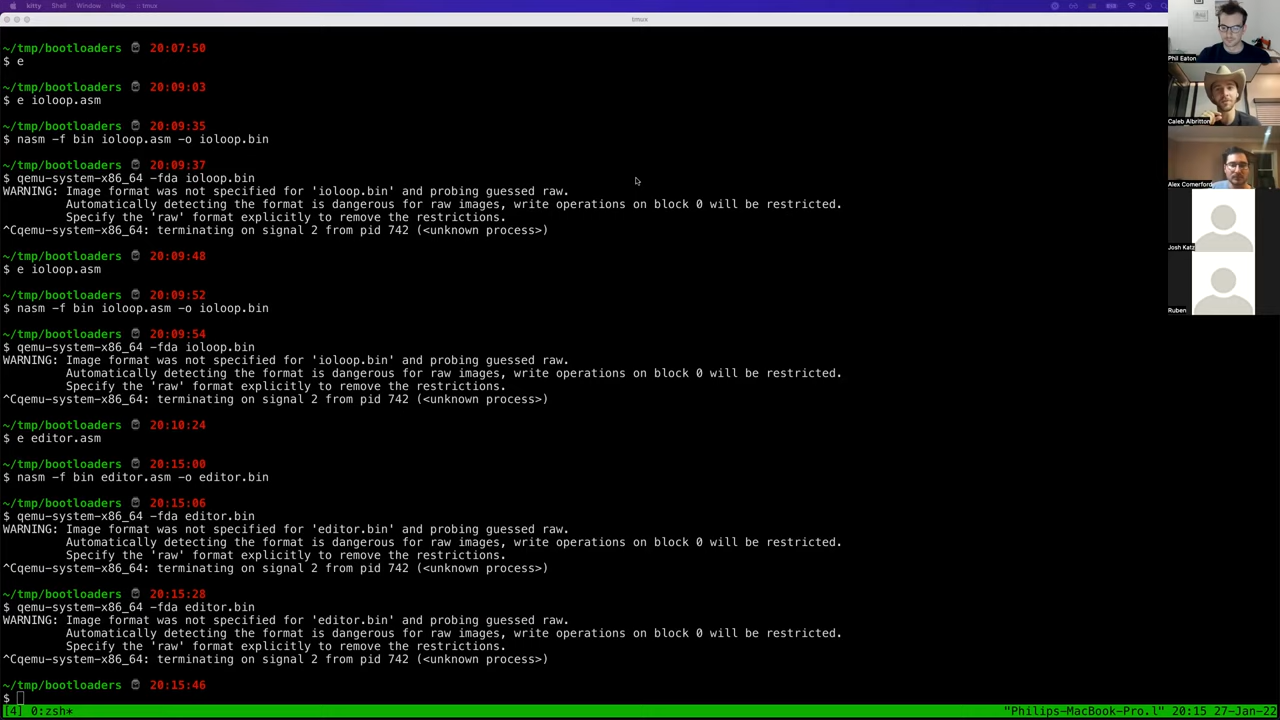 kitty Shell Window Help : tmux
tmux
~/tmp/bootloaders 20:07:50
$ e
~/tmp/bootloaders 20:09:03
$ e ioloop.asm
~/tmp/bootloaders 20:09:35
$ nasm -f bin ioloop.asm -o ioloop.bin
~/tmp/bootloaders 20:09:37
$ qemu-system-x86_64 -fda ioloop.bin
WARNING: Image format was not specified for 'ioloop.bin' and probing guessed raw.
Automatically detecting the format is dangerous for raw images, write operations on block 0 will be restricted.
Specify the 'raw' format explicitly to remove the restrictions.
^Cqemu-system-x86_64: terminating on signal 2 from pid 742 (<unknown process>)
~/tmp/bootloaders 20:09:48
$ e ioloop.asm
~/tmp/bootloaders 20:09:52
$ nasm -f bin ioloop.asm -o ioloop.bin
~/tmp/bootloaders 20:09:54
$ qemu-system-x86_64 -fda ioloop.bin
WARNING: Image format was not specified for 'ioloop.bin' and probing guessed raw.
Automatically detecting the format is dangerous for raw images, write operations on block 0 will be restricted.
Specify the 'raw' format explicitly to remove the restrictions.
^Cqemu-system-x86_64: terminating on signal 2 from pid 742 (<unknown process>)
~/tmp/bootloaders 20:10:24
$ e editor.asm
~/tmp/bootloaders 20:15:00
$ nasm -f bin editor.asm -o editor.bin
~/tmp/bootloaders 20:15:06
$ qemu-system-x86_64 -fda editor.bin
WARNING: Image format was not specified for 'editor.bin' and probing guessed raw.
Automatically detecting the format is dangerous for raw images, write operations on block 0 will be restricted.
Specify the 'raw' format explicitly to remove the restrictions.
^Cqemu-system-x86_64: terminating on signal 2 from pid 742 (<unknown process>)
~/tmp/bootloaders 20:15:28
$ qemu-system-x86_64 -fda editor.bin
WARNING: Image format was not specified for 'editor.bin' and probing guessed raw.
Automatically detecting the format is dangerous for raw images, write operations on block 0 will be restricted.
Specify the 'raw' format explicitly to remove the restrictions.
^Cqemu-system-x86_64: terminating on signal 2 from pid 742 (<unknown process>)
~/tmp/bootloaders 20:15:46
$
[4] 0:zsh* "Philips-MacBook-Pro.l" 20:15 27-Jan-22
Phil Eaton
Caleb Albritton
Alex Comerford
Josh Katz
Ruben